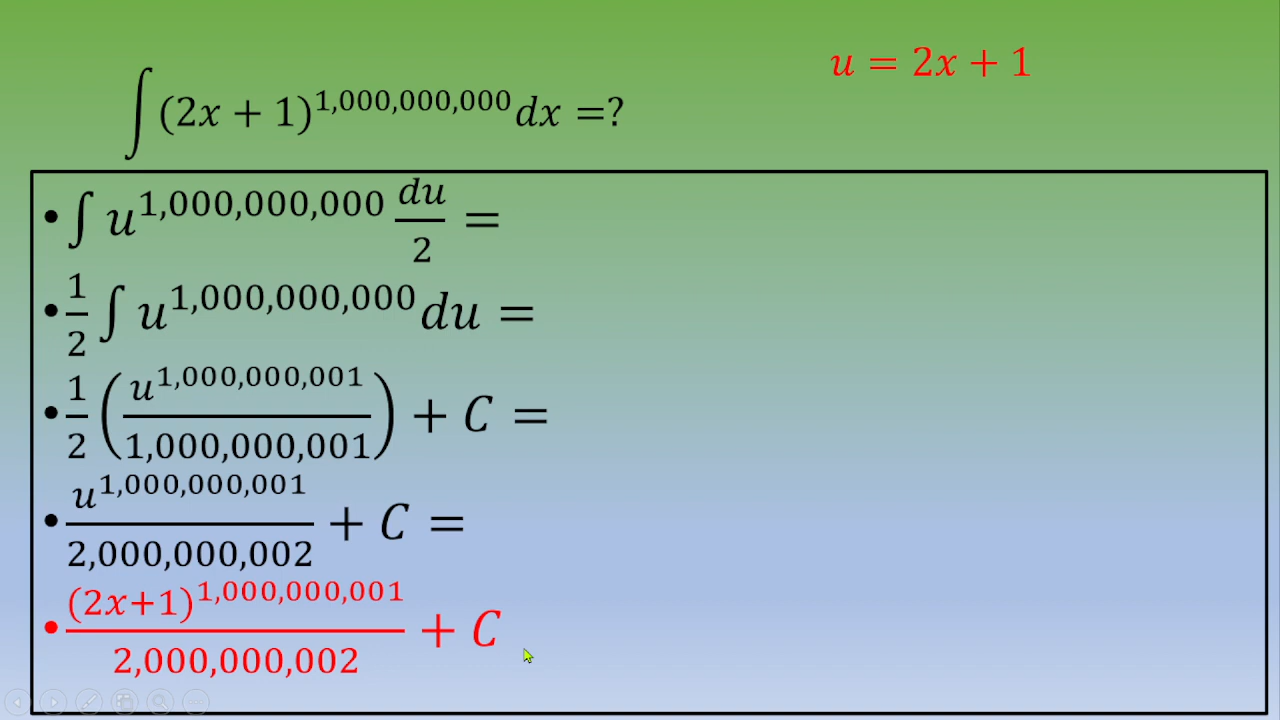 u = 2x + 1
∫(2x + 1)^1,000,000,000 dx =?
• ∫ u^1,000,000,000 du/2 =
• 1/2 ∫ u^1,000,000,000 du =
• 1/2 (u^1,000,000,001/1,000,000,001) + C =
• u^1,000,000,001/2,000,000,002 + C =
• (2x+1)^1,000,000,001/2,000,000,002 + C